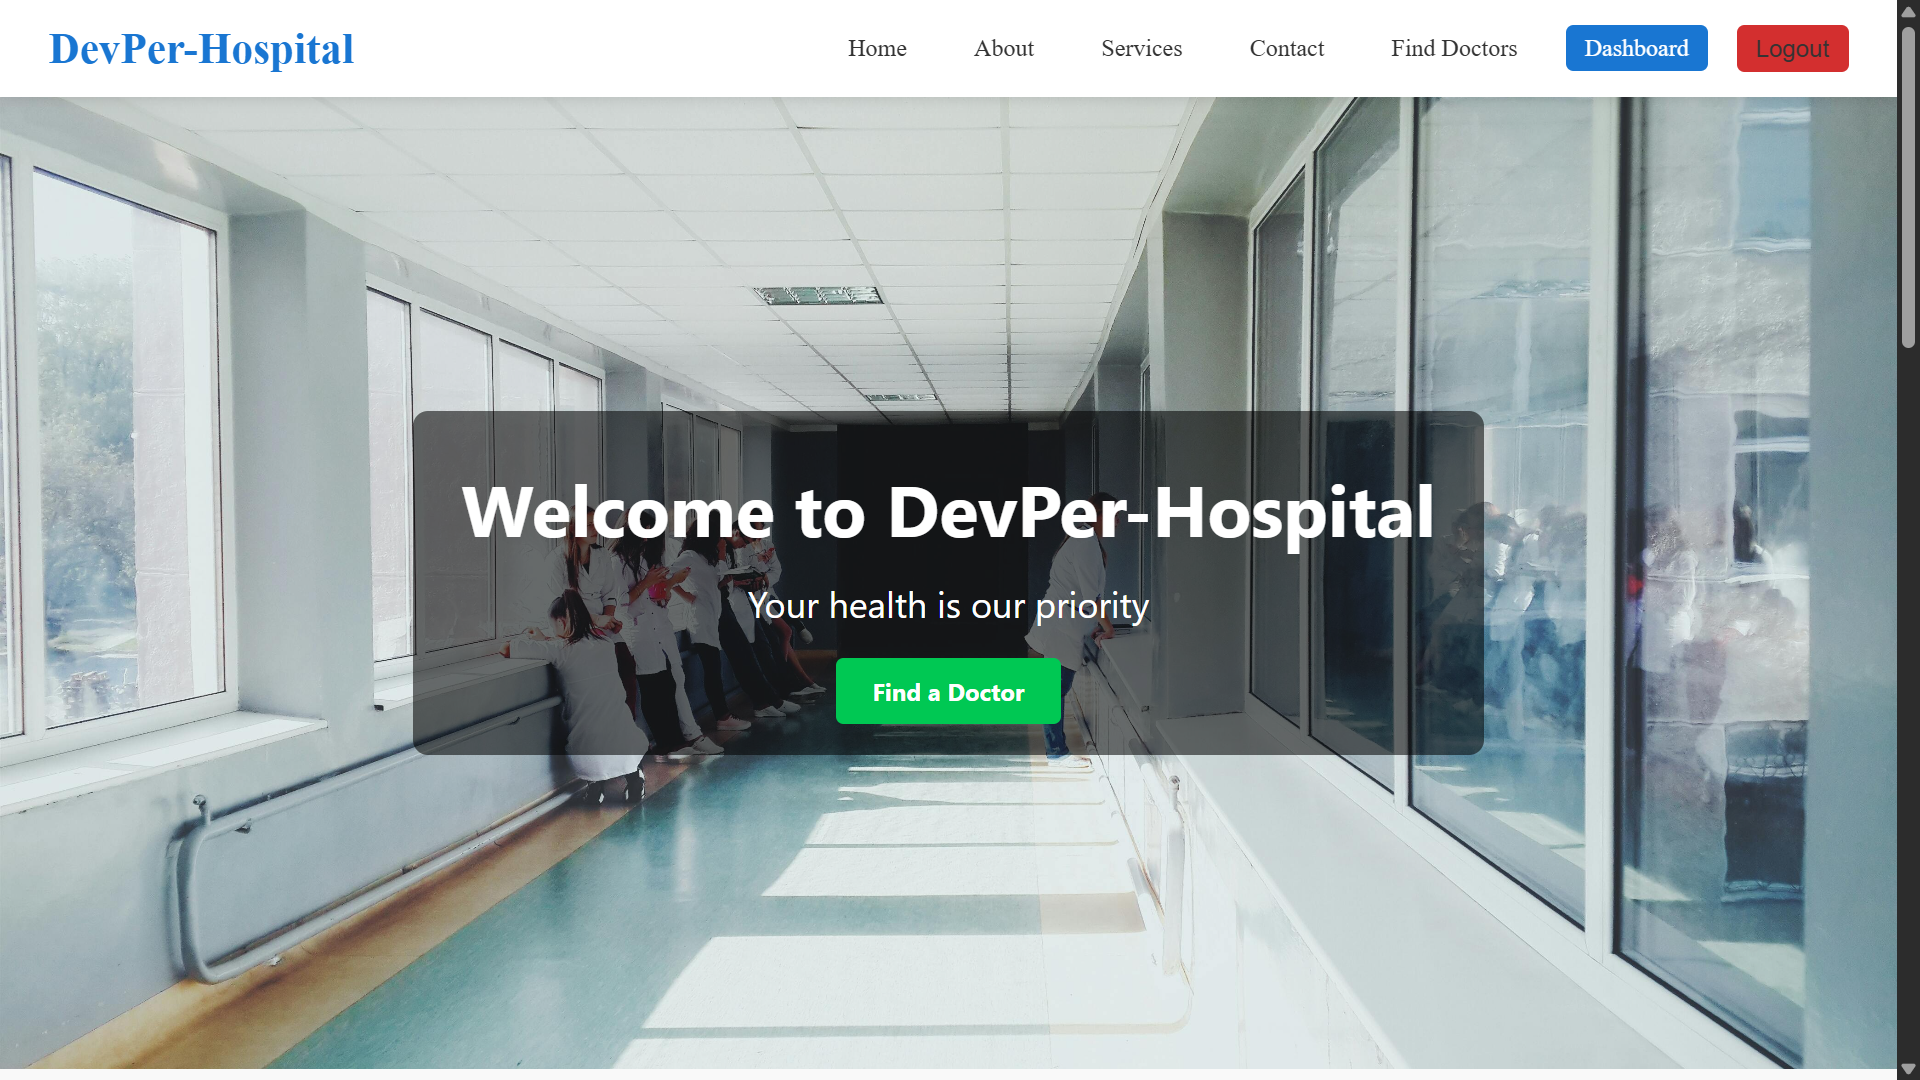 DevPer-Hospital
Home
About
Services
Contact
Find Doctors
Dashboard
Logout
Welcome to DevPer-Hospital
Your health is our priority
Find a Doctor